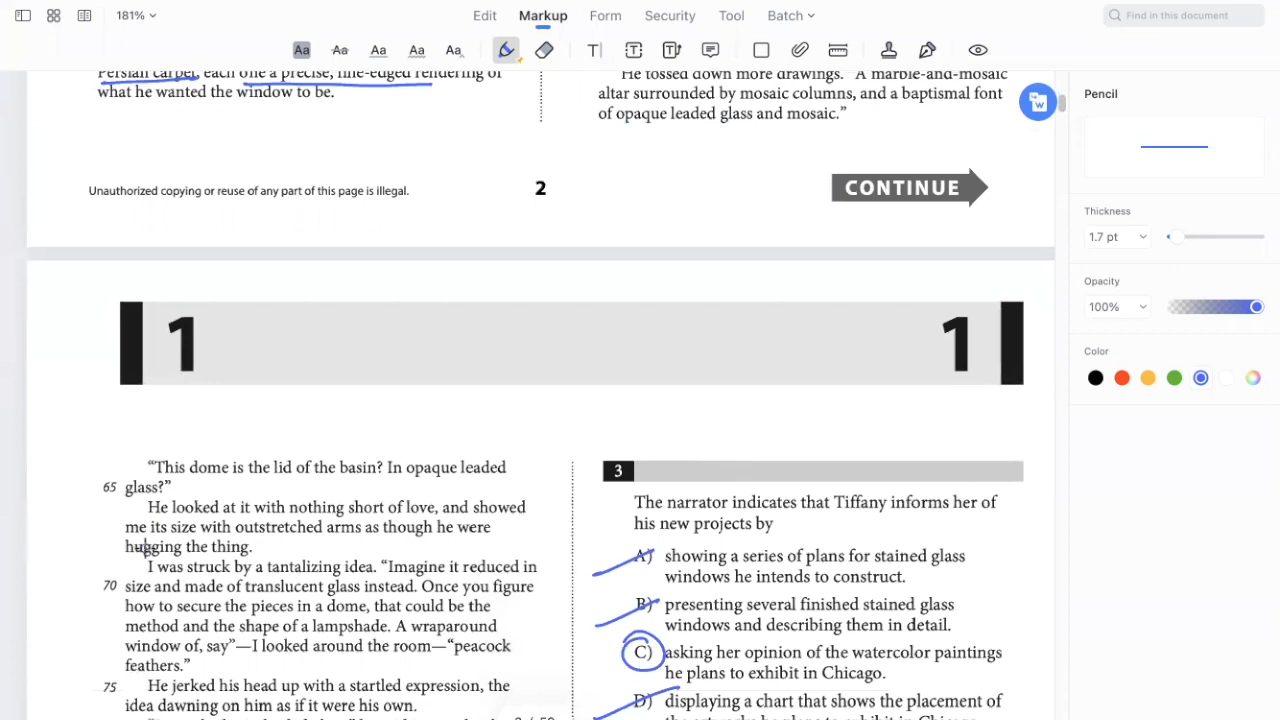 181%
Edit
Markup
Form
Security
Tool
Batch
Find in this document
Aa
Aa
Aa
Aa
Aa
T
T
T
Persian carpet, each one a precise, fine-edged rendering of
what he wanted the window to be.
He tossed down more drawings. "A marble-and-mosaic
altar surrounded by mosaic columns, and a baptismal font
of opaque leaded glass and mosaic."
W
Unauthorized copying or reuse of any part of this page is illegal.
2
CONTINUE
1
1
"This dome is the lid of the basin? In opaque leaded
65 glass?"
He looked at it with nothing short of love, and showed
me its size with outstretched arms as though he were
hugging the thing.
I was struck by a tantalizing idea. "Imagine it reduced in
70 size and made of translucent glass instead. Once you figure
how to secure the pieces in a dome, that could be the
method and the shape of a lampshade. A wraparound
window of, say"—I looked around the room—"peacock
feathers."
75 He jerked his head up with a startled expression, the
idea dawning on him as if it were his own.
3
The narrator indicates that Tiffany informs her of
his new projects by
A) showing a series of plans for stained glass
windows he intends to construct.
B) presenting several finished stained glass
windows and describing them in detail.
C) asking her opinion of the watercolor paintings
he plans to exhibit in Chicago.
D) displaying a chart that shows the placement of
Pencil
Thickness
1.7 pt
Opacity
100%
Color